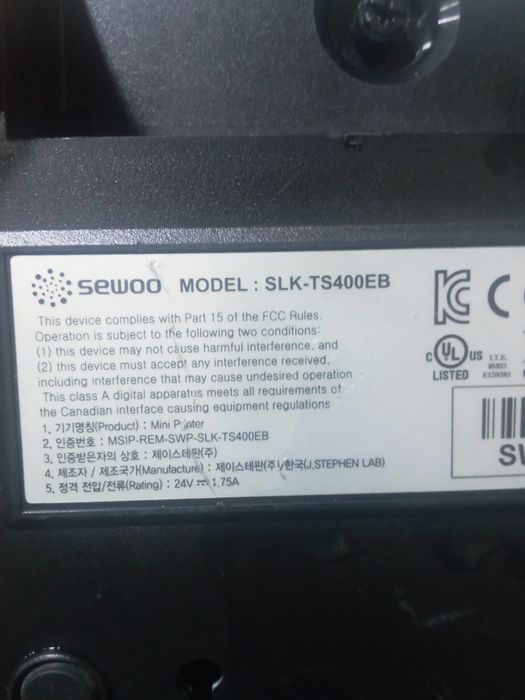 sewoo MODEL : SLK-TS400EB
This device complies with Part 15 of the FCC Rules.
Operation is subject to the following two conditions:
(1) this device may not cause harmful interference, and
(2) this device must accept any interference received,
including interference that may cause undesired operation
This class A digital apparatus meets all requirements of
the Canadian interface causing equipment regulations
1. 기기명칭(Product) : Mini Printer
2. 인증번호 : MSIP-REM-SWP-SLK-TS400EB
3. 인증받은자의 상호 : 제이스테판(주)
4. 제조자 / 제조국가(Manufacture) : 제이스테판(주)/한국(J.STEPHEN LAB)
5. 정격 전압/전류(Rating) : 24V 1.75A
C UL US
LISTED
I.T.E.
E150381
SW